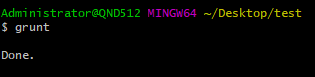 Administrator@QND512 MINGW64 ~/Desktop/test
$ grunt
Done.